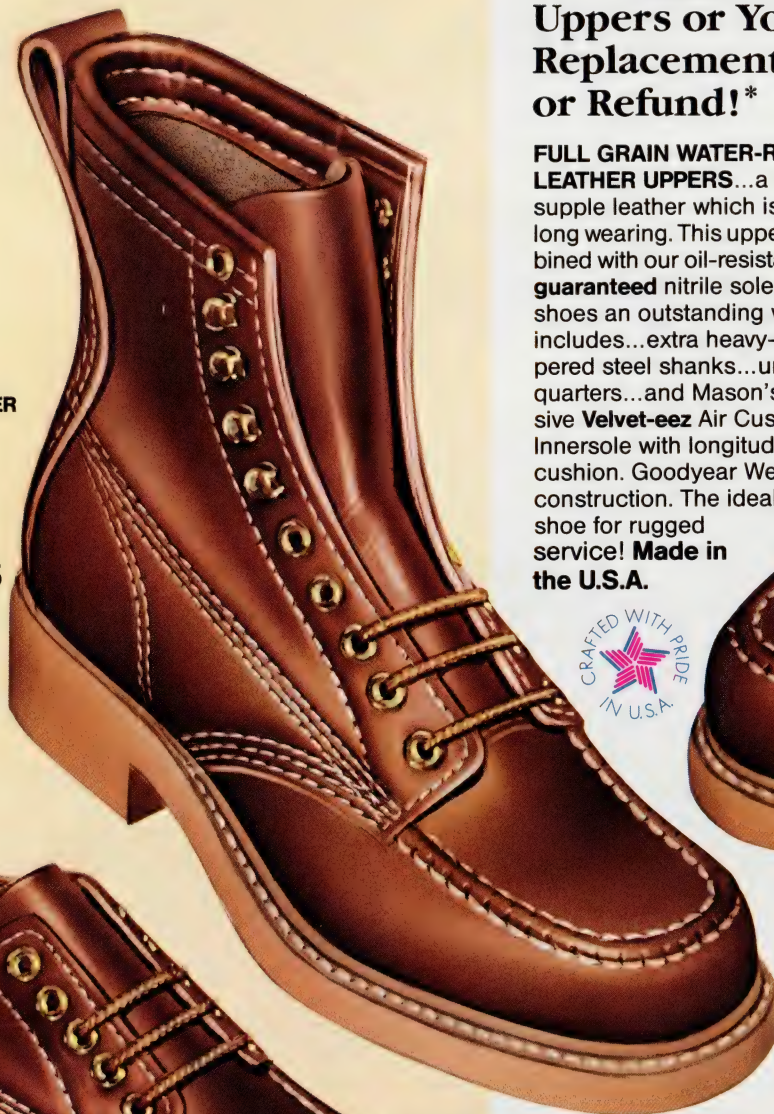 Uppers or Yo
Replacement
or Refund!*
FULL GRAIN WATER-R
LEATHER UPPERS...a
supple leather which is
long wearing. This uppe
bined with our oil-resista
guaranteed nitrile sole
shoes an outstanding v
includes...extra heavy-
pered steel shanks...un
quarters...and Mason's
sive Velvet-eez Air Cus
Innersole with longitud
cushion. Goodyear We
construction. The ideal
shoe for rugged
service! Made in
the U.S.A.
CRAFTED WITH PRIDE
IN U.S.A.
ER
S